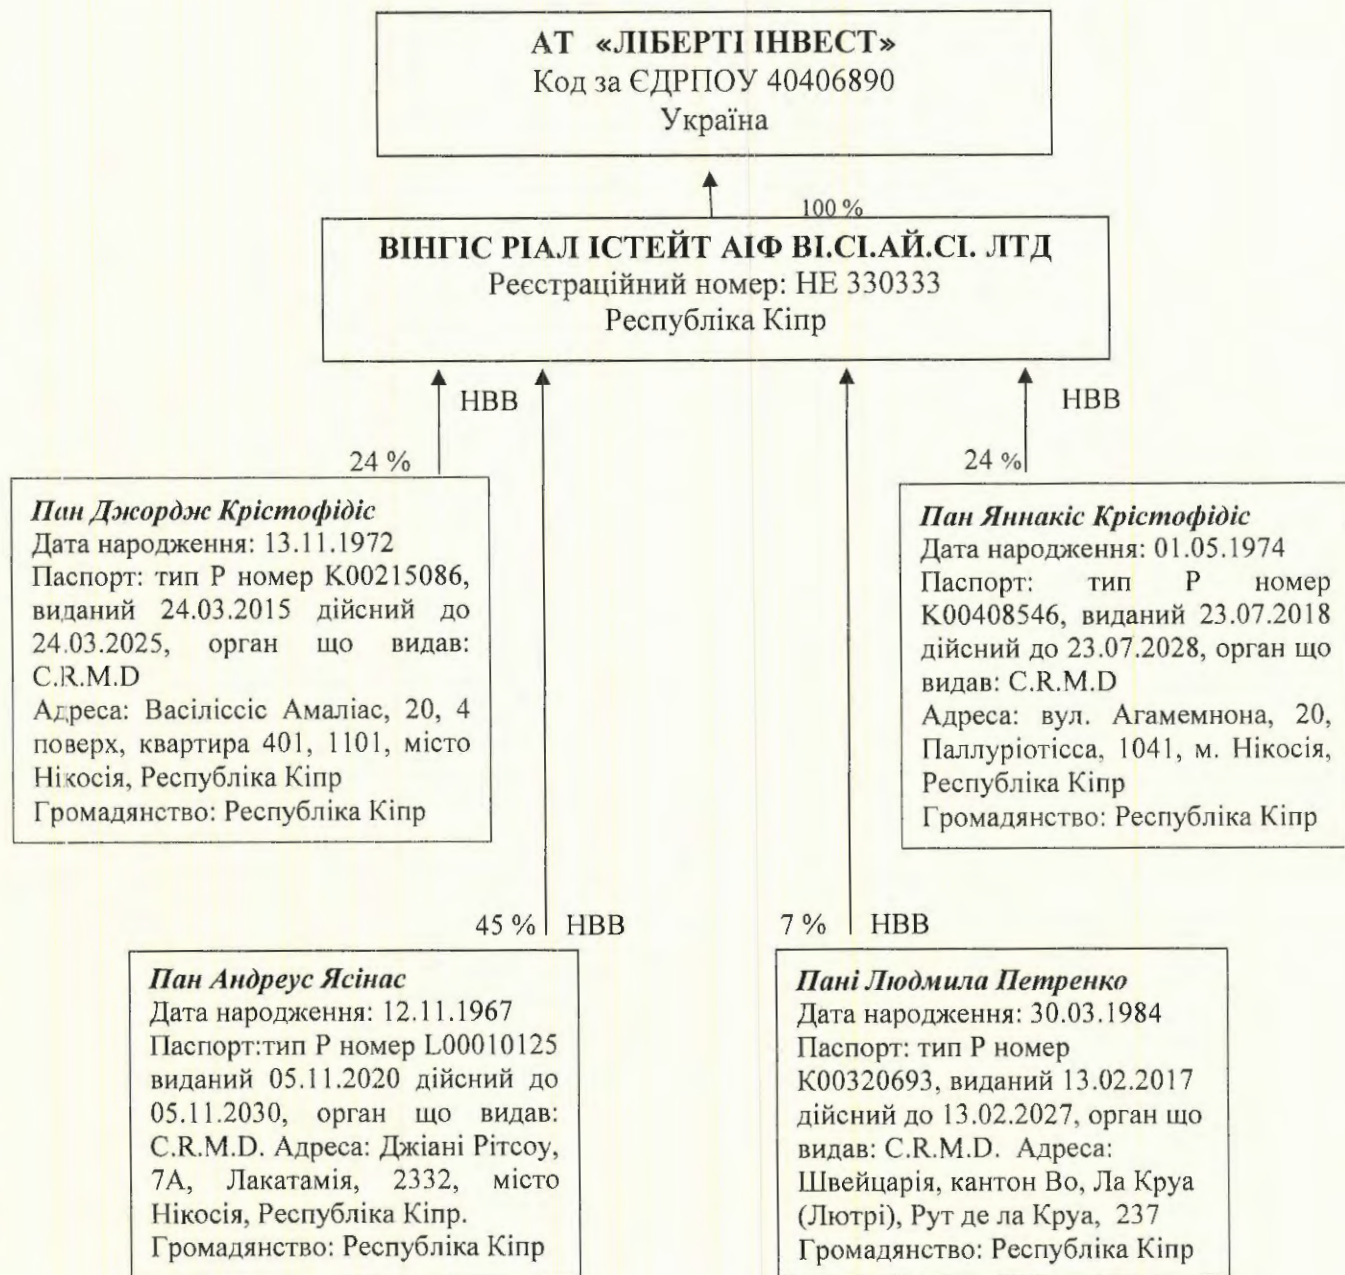 АТ «ЛІБЕРТІ ІНВЕСТ»
Код за ЄДРПОУ 40406890
Україна
100 %
ВІНГІС РІАЛ ІСТЕЙТ АІФ ВІ.СІ.АЙ.СІ. ЛТД
Реєстраційний номер: НЕ 330333
Республіка Кіпр
НВВ
НВВ
24 %
24 %
Пан Джордж Крістофідіс
Дата народження: 13.11.1972
Паспорт: тип Р номер К00215086,
виданий 24.03.2015 дійсний до
24.03.2025, орган що видав:
C.R.M.D
Адреса: Васіліссіс Амаліас, 20, 4
поверх, квартира 401, 1101, місто
Нікосія, Республіка Кіпр
Громадянство: Республіка Кіпр
Пан Яннакіс Крістофідіс
Дата народження: 01.05.1974
Паспорт: тип Р номер
К00408546, виданий 23.07.2018
дійсний до 23.07.2028, орган що
видав: C.R.M.D
Адреса: вул. Агамемнона, 20,
Паллуріотісса, 1041, м. Нікосія,
Республіка Кіпр
Громадянство: Республіка Кіпр
45 % НВВ
7 % НВВ
Пан Андреус Ясінас
Дата народження: 12.11.1967
Паспорт:тип Р номер L00010125
виданий 05.11.2020 дійсний до
05.11.2030, орган що видав:
C.R.M.D. Адреса: Джіані Рітсоу,
7А, Лакатамія, 2332, місто
Нікосія, Республіка Кіпр.
Громадянство: Республіка Кіпр
Пані Людмила Петренко
Дата народження: 30.03.1984
Паспорт: тип Р номер
К00320693, виданий 13.02.2017
дійсний до 13.02.2027, орган що
видав: C.R.M.D. Адреса:
Швейцарія, кантон Во, Ла Круа
(Лютрі), Рут де ла Круа, 237
Громадянство: Республіка Кіпр